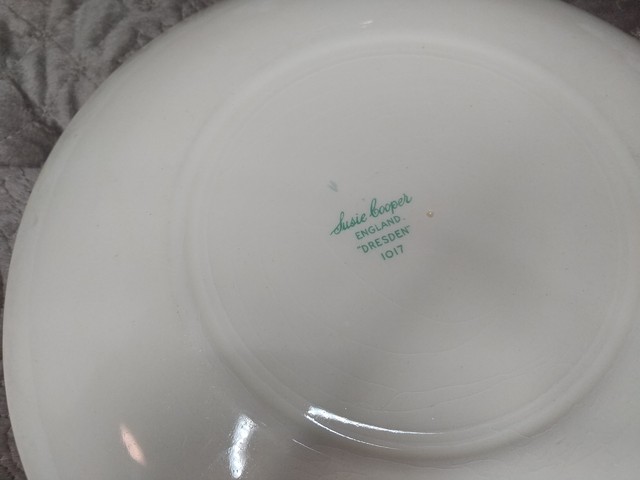 Susie Cooper
ENGLAND.
"DRESDEN"
1017